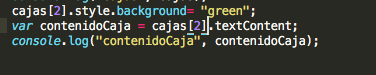 cajas[2].style.background= "green";
var contenidoCaja = cajas[2].textContent;
console.log("contenidoCaja", contenidoCaja);